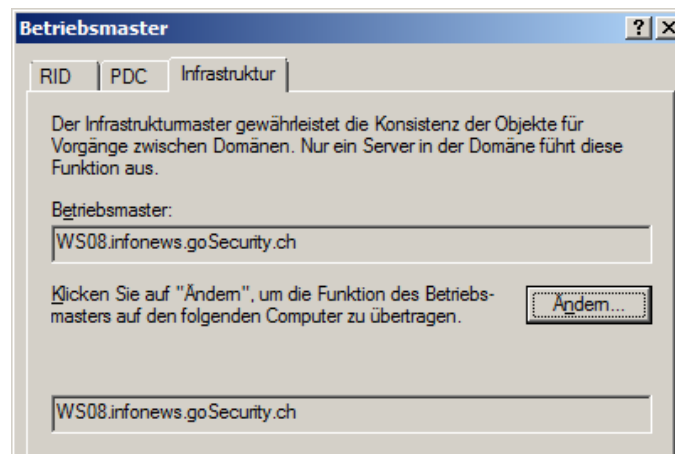 Betriebsmaster
RID PDC Infrastruktur
Der Infrastrukturmaster gewährleistet die Konsistenz der Objekte für
Vorgänge zwischen Domänen. Nur ein Server in der Domäne führt diese
Funktion aus.
Betriebsmaster:
WS08.infonews.goSecurity.ch
Klicken Sie auf "Ändern", um die Funktion des Betriebs-
masters auf den folgenden Computer zu übertragen.
Ändern...
WS08.infonews.goSecurity.ch